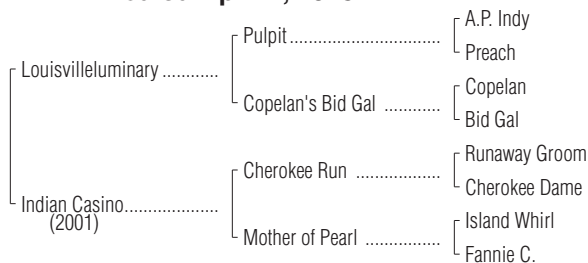 A.P. Indy
Pulpit
Preach
Louisvilleluminary
Copelan
Copelan's Bid Gal
Bid Gal
Runaway Groom
Cherokee Run
Cherokee Dame
Indian Casino
(2001)
Island Whirl
Mother of Pearl
Fannie C.